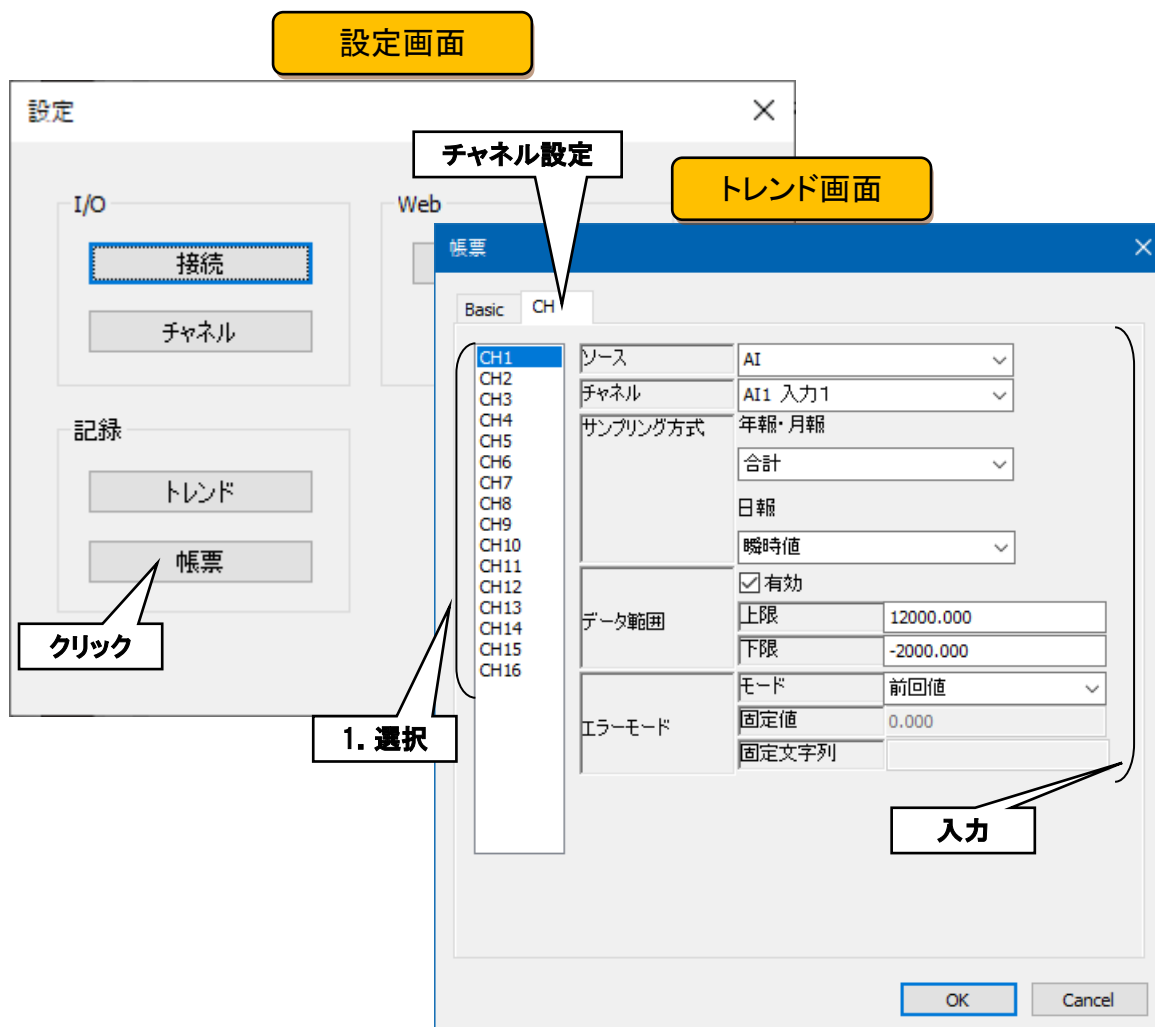 設定画面
設定
チャネル設定
トレンド画面
I/O
Web
接続
チャネル
記録
トレンド
帳票
クリック
1. 選択
帳票
Basic
CH
CH1
CH2
CH3
CH4
CH5
CH6
CH7
CH8
CH9
CH10
CH11
CH12
CH13
CH14
CH15
CH16
ソース
AI
チャネル
AI1 入力1
サンプリング方式
年報・月報
合計
日報
瞬時値
データ範囲
有効
上限
12000.000
下限
-2000.000
エラーモード
モード
前回値
固定値
0.000
固定文字列
入力
OK
Cancel